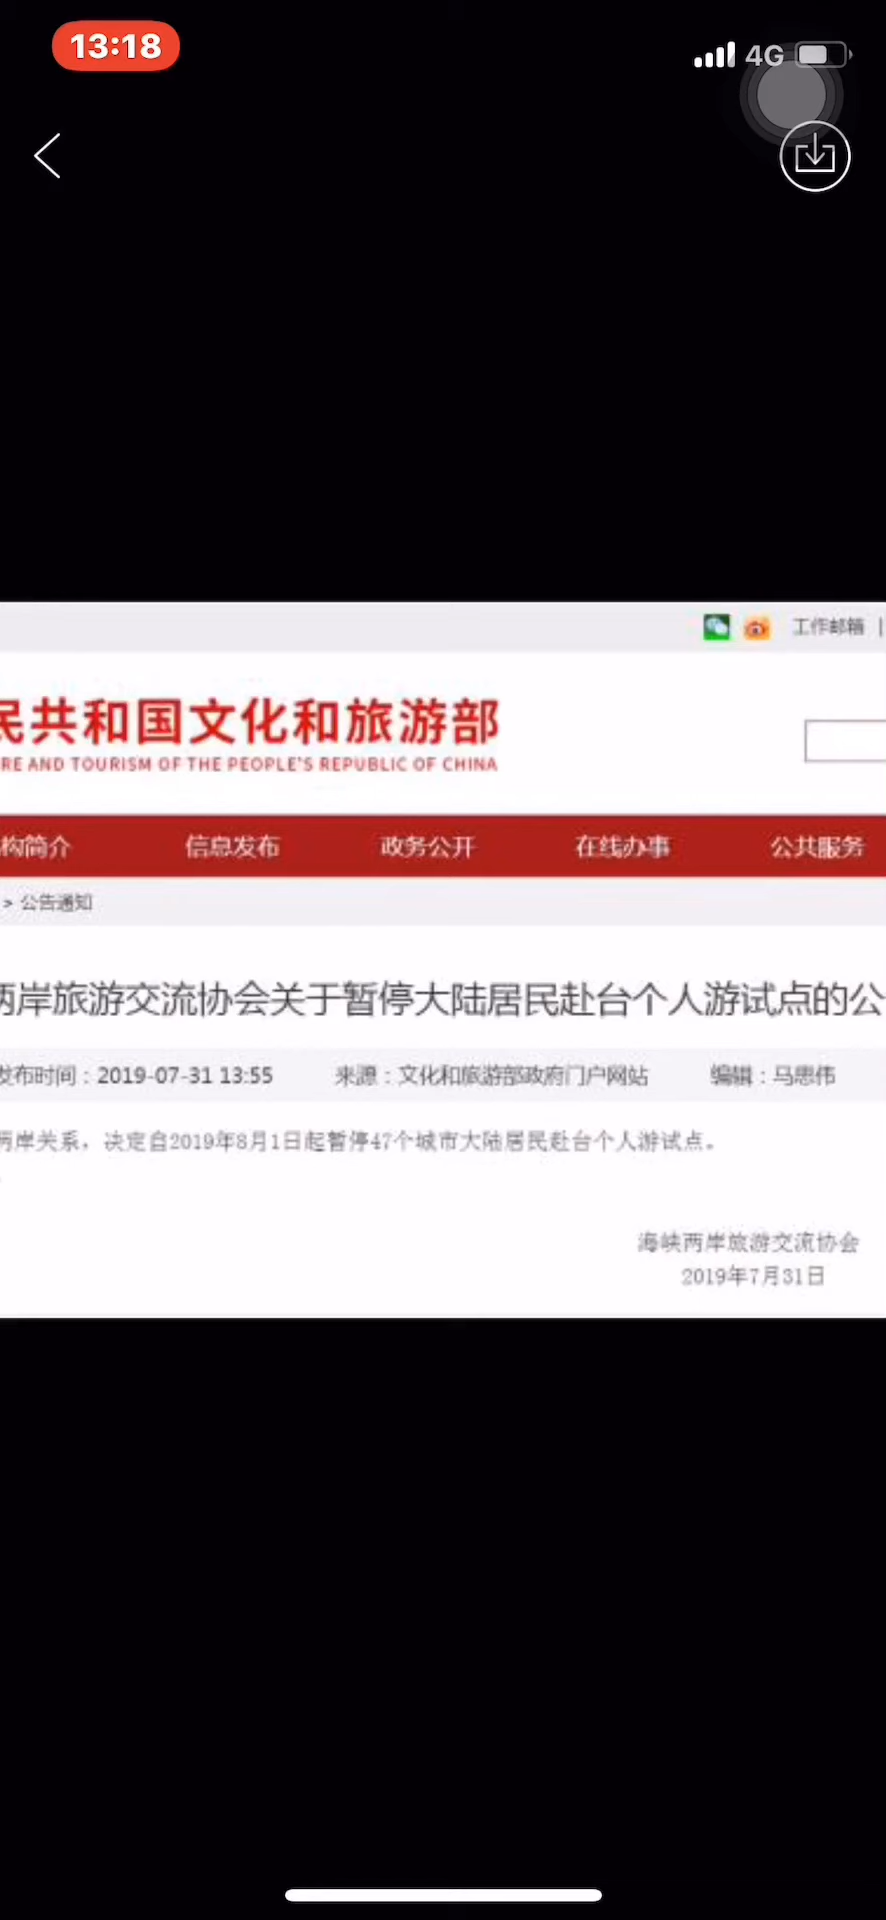 13:18
4G
工作邮箱 |
民共和国文化和旅游部
RE AND TOURISM OF THE PEOPLE'S REPUBLIC OF CHINA
构简介 信息发布 政务公开 在线办事 公共服务
> 公告通知
两岸旅游交流协会关于暂停大陆居民赴台个人游试点的公
发布时间：2019-07-31 13:55 来源：文化和旅游部政府门户网站 编辑：马思伟
两岸关系，决定自2019年8月1日起暂停47个城市大陆居民赴台个人游试点。
海峡两岸旅游交流协会
2019年7月31日